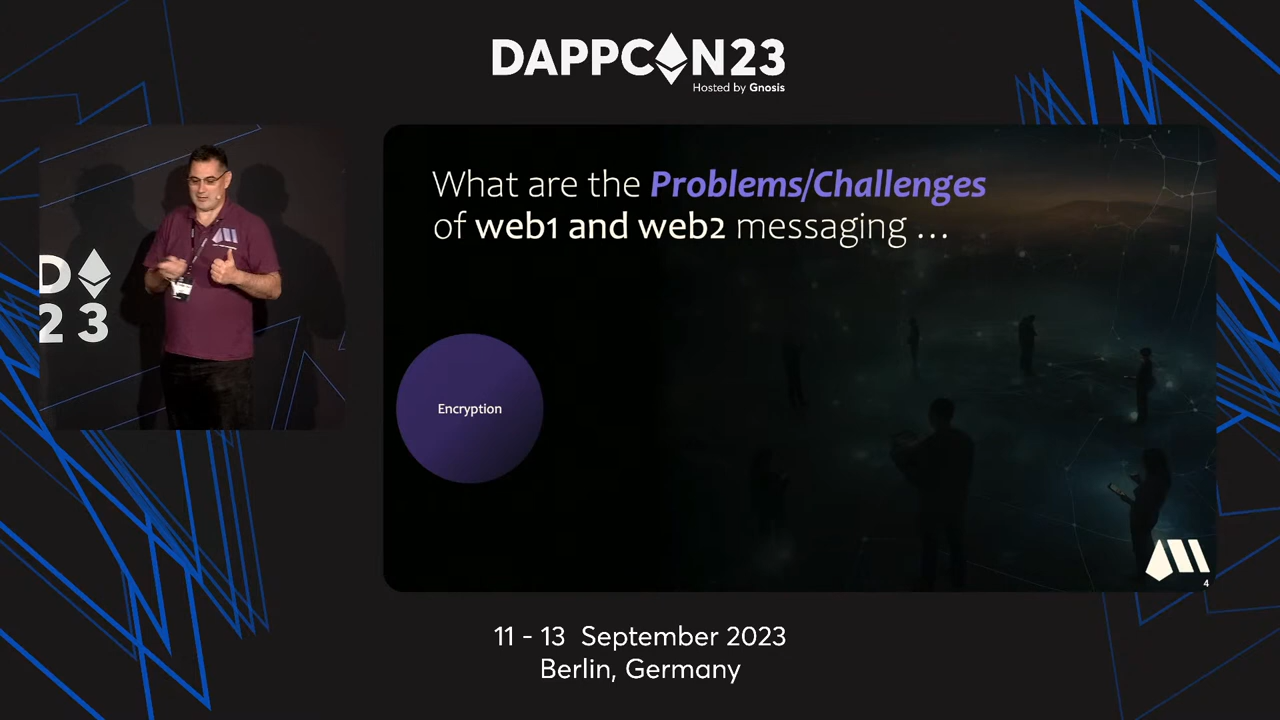 DAPPCON23
Hosted by Gnosis
D
23
What are the Problems/Challenges
of web1 and web2 messaging ...
Encryption
4
11 - 13 September 2023
Berlin, Germany